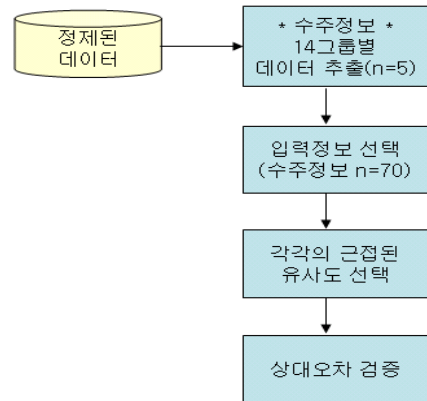 정제된
데이터
* 수주정보 *
14그룹별
데이터 추출(n=5)
입력정보 선택
(수주정보 n=70)
각각의 근접된
유사도 선택
상대오차 검증